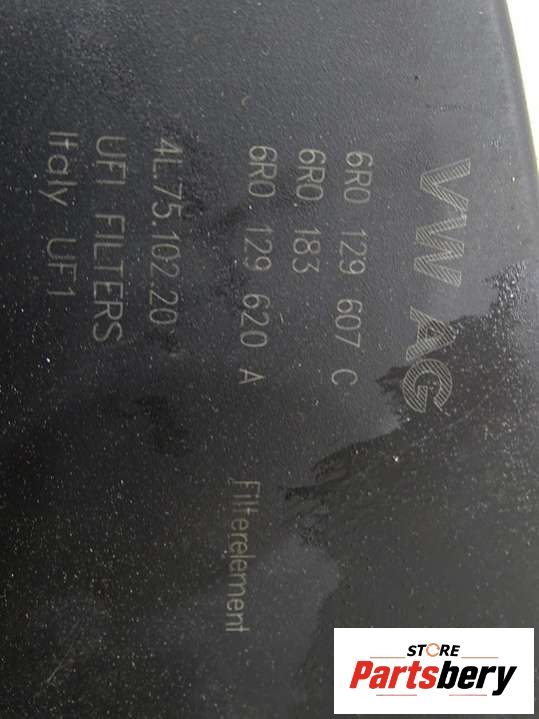 VW AG
6R0 129 607 C
6R0.183
6R0 129 620 A Filterelement
4L.75.102.20
UFI FILTERS
Italy UF1
STORE
Partsbery